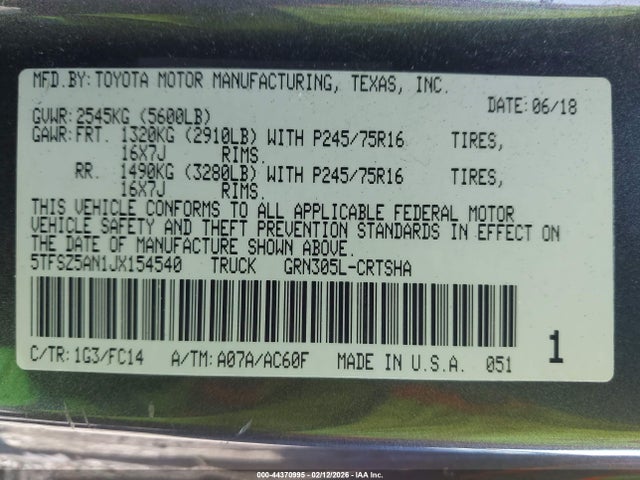 MFD.BY: TOYOTA MOTOR MANUFACTURING, TEXAS, INC.
DATE: 06/18
GVWR: 2545KG (5600LB)
GAWR: FRT. 1320KG (2910LB) WITH P245/75R16 TIRES,
16X7J RIMS.
RR. 1490KG (3280LB) WITH P245/75R16 TIRES,
16X7J RIMS.
THIS VEHICLE CONFORMS TO ALL APPLICABLE FEDERAL MOTOR
VEHICLE SAFETY AND THEFT PREVENTION STANDARDS IN EFFECT ON
THE DATE OF MANUFACTURE SHOWN ABOVE.
5TFSZ5AN1JX154540 TRUCK GRN305L-CRTSHA
C/TR: 1G3/FC14 A/TM: A07A/AC60F MADE IN U.S.A. 051 1
000-44370995 - 02/12/2026 - IAA Inc.